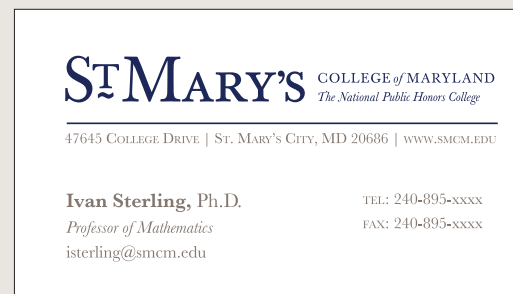 ST MARY'S COLLEGE of MARYLAND
The National Public Honors College
47645 COLLEGE DRIVE | ST. MARY'S CITY, MD 20686 | WWW.SMCM.EDU
Ivan Sterling, Ph.D.
TEL: 240-895-xxxx
Professor of Mathematics
FAX: 240-895-xxxx
isterling@smcm.edu